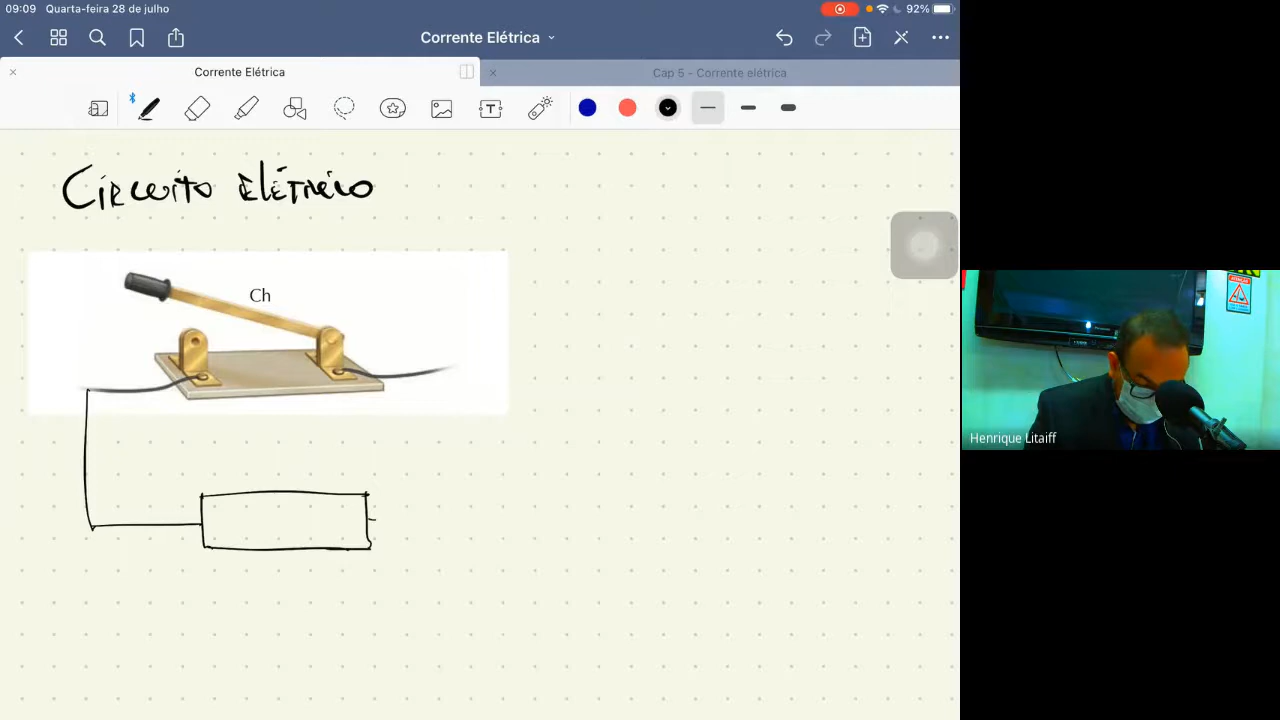 09:09 Quarta-feira 28 de julho
92%
Corrente Elétrica
Corrente Elétrica
Cap 5 - Corrente elétrica
T
Circuito Elétrico
Ch
Henrique Litaiff